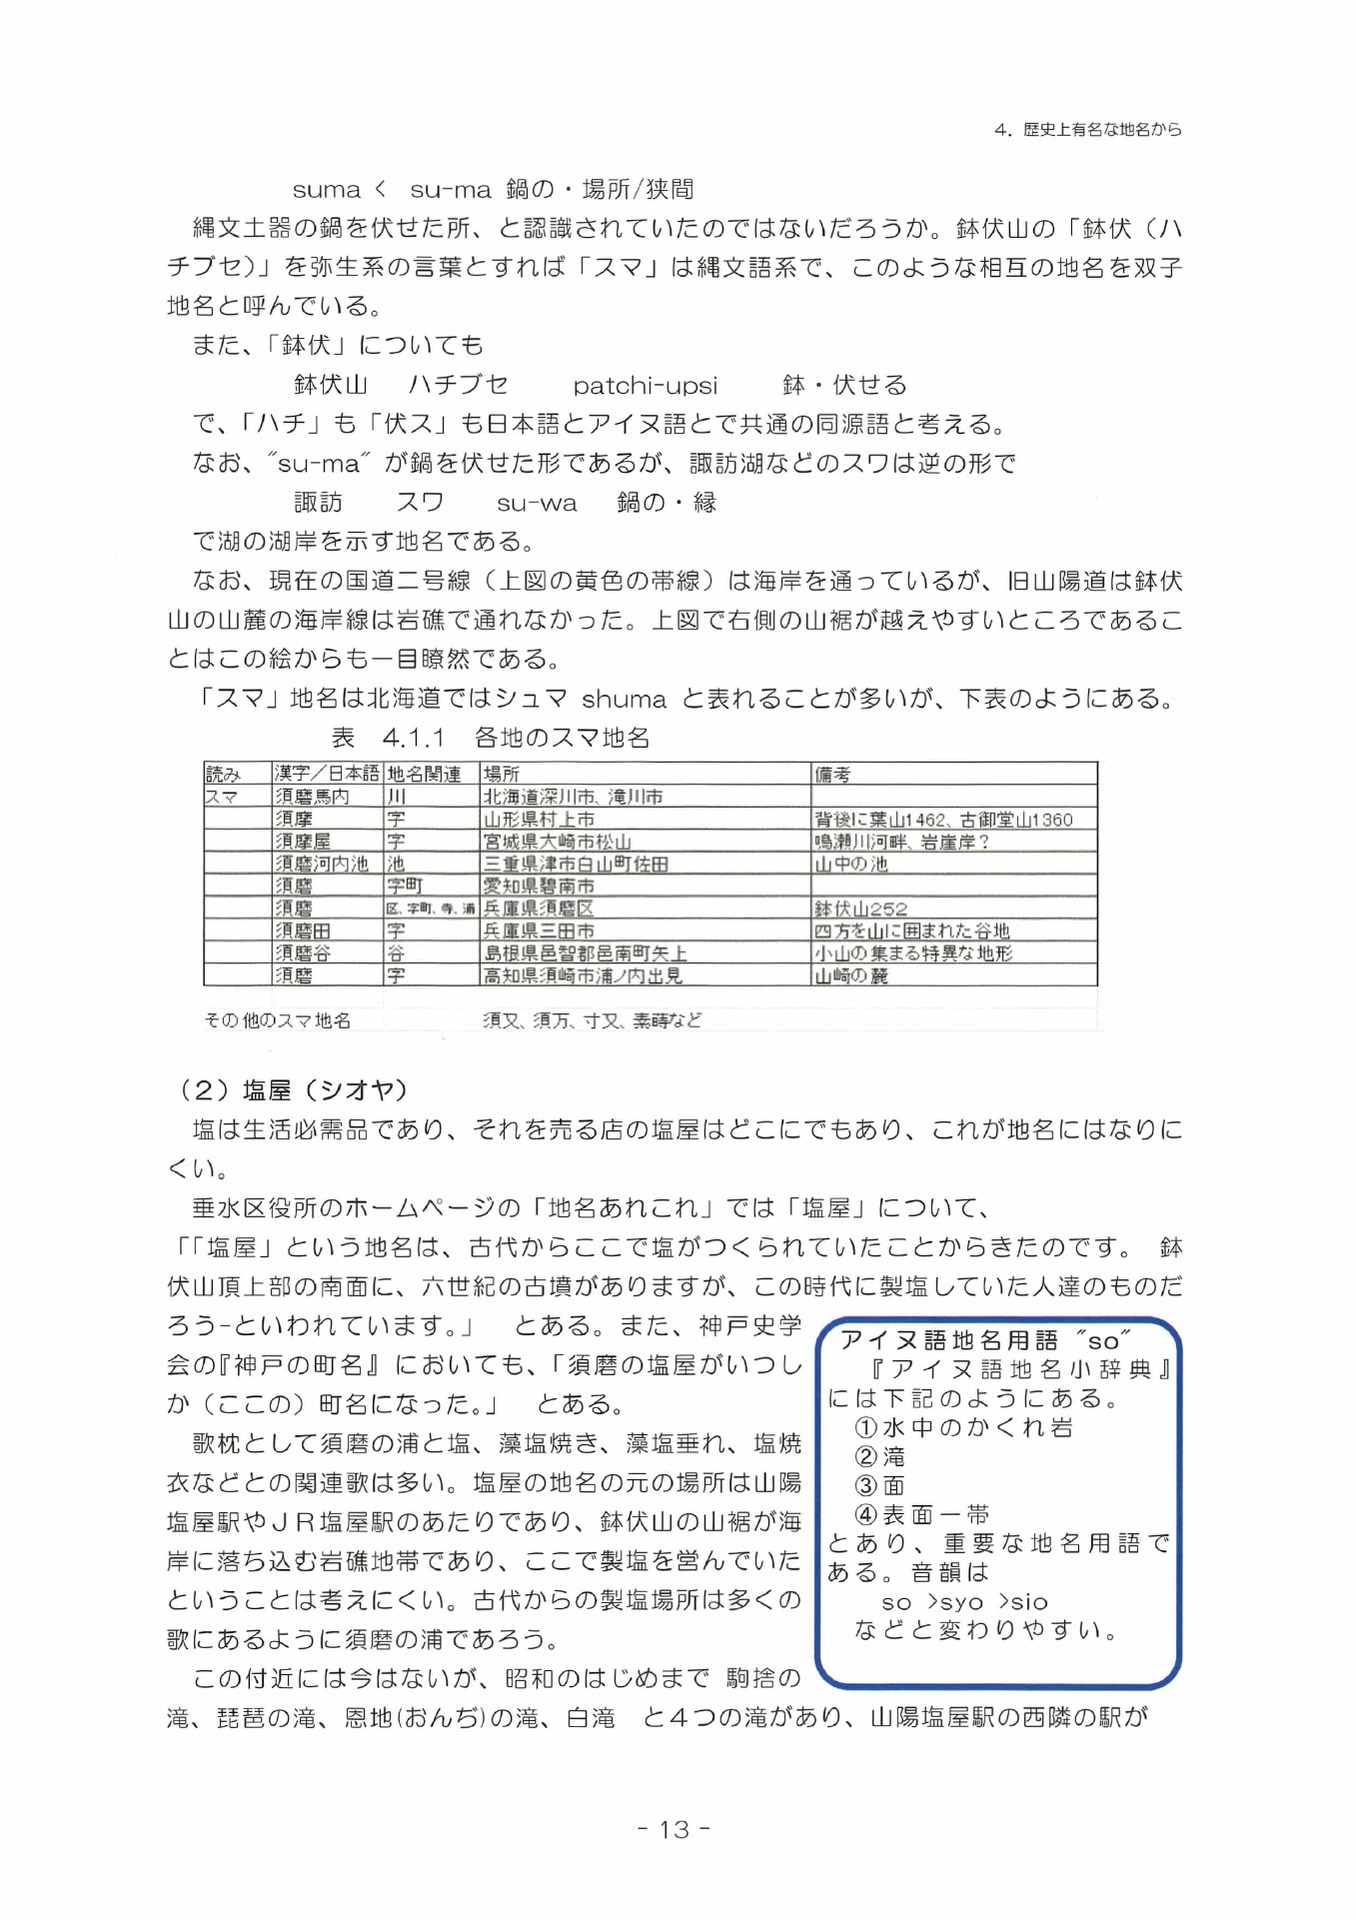 4．歴史上有名な地名から
suma < su-ma 鍋の・場所/狭間
縄文土器の鍋を伏せた所、と認識されていたのではないだろうか。鉢伏山の「鉢伏（ハ
チブセ）」を弥生系の言葉とすれば「スマ」は縄文語系で、このような相互の地名を双子
地名と呼んでいる。
また、「鉢伏」についても
鉢伏山 ハチブセ patchi-upsi 鉢・伏せる
で、「ハチ」も「伏ス」も日本語とアイヌ語とで共通の同源語と考える。
なお、"su-ma" が鍋を伏せた形であるが、諏訪湖などのスワは逆の形で
諏訪 スワ su-wa 鍋の・縁
で湖の湖岸を示す地名である。
なお、現在の国道二号線（上図の黄色の帯線）は海岸を通っているが、旧山陽道は鉢伏
山の山麓の海岸線は岩礁で通れなかった。上図で右側の山裾が越えやすいところであるこ
とはこの絵からも一目瞭然である。
「スマ」地名は北海道ではシュマ shuma と表れることが多いが、下表のようにある。
表 4.1.1 各地のスマ地名
読み 漢字／日本語 地名関連 場所 備考
スマ 須磨馬内 川 北海道深川市、滝川市
須摩 字 山形県村上市 背後に葉山1462、古御堂山1360
須摩屋 字 宮城県大崎市松山 鳴瀬川河畔、岩崖岸？
須磨河内池 池 三重県津市白山町佐田 山中の池
須磨 字町 愛知県碧南市
須磨 区、字町、寺、浦 兵庫県須磨区 鉢伏山252
須磨田 字 兵庫県三田市 四方を山に囲まれた谷地
須磨谷 谷 島根県邑智郡邑南町矢上 小山の集まる特異な地形
須磨 字 高知県須崎市浦ノ内出見 山崎の麓
その他のスマ地名 須又、須万、寸又、素蒔など
（２）塩屋（シオヤ）
塩は生活必需品であり、それを売る店の塩屋はどこにでもあり、これが地名にはなりに
くい。
垂水区役所のホームページの「地名あれこれ」では「塩屋」について、
「「塩屋」という地名は、古代からここで塩がつくられていたことからきたのです。 鉢
伏山頂上部の南面に、六世紀の古墳がありますが、この時代に製塩していた人達のものだ
ろう-といわれています。」 とある。また、神戸史学
会の『神戸の町名』においても、「須磨の塩屋がいつし
か（ここの）町名になった。」 とある。
歌枕として須磨の浦と塩、藻塩焼き、藻塩垂れ、塩焼
衣などとの関連歌は多い。塩屋の地名の元の場所は山陽
塩屋駅やＪＲ塩屋駅のあたりであり、鉢伏山の山裾が海
岸に落ち込む岩礁地帯であり、ここで製塩を営んでいた
ということは考えにくい。古代からの製塩場所は多くの
歌にあるように須磨の浦であろう。
この付近には今はないが、昭和のはじめまで 駒捨の
滝、琵琶の滝、恩地(おんぢ)の滝、白滝 と４つの滝があり、山陽塩屋駅の西隣の駅が
アイヌ語地名用語 "so"
『アイヌ語地名小辞典』
には下記のようにある。
①水中のかくれ岩
②滝
③面
④表面一帯
とあり、重要な地名用語で
ある。音韻は
so >syo >sio
などと変わりやすい。
- 13 -